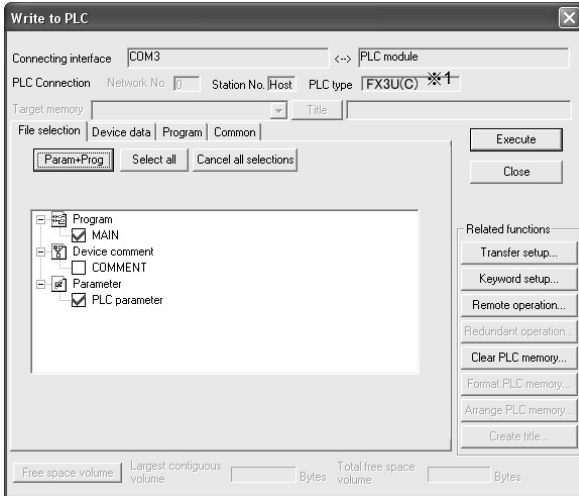 Write to PLC
Connecting interface COM3 <--> PLC module
PLC Connection Network No. 0 Station No. Host PLC type FX3U(C) ※1
Target memory Title
File selection Device data Program Common
Execute
Param+Prog Select all Cancel all selections
Close
Program
MAIN
Device comment
COMMENT
Parameter
PLC parameter
Related functions
Transfer setup...
Keyword setup...
Remote operation...
Redundant operation...
Clear PLC memory...
Format PLC memory...
Arrange PLC memory...
Create title...
Free space volume Largest contiguous volume Bytes Total free space volume Bytes